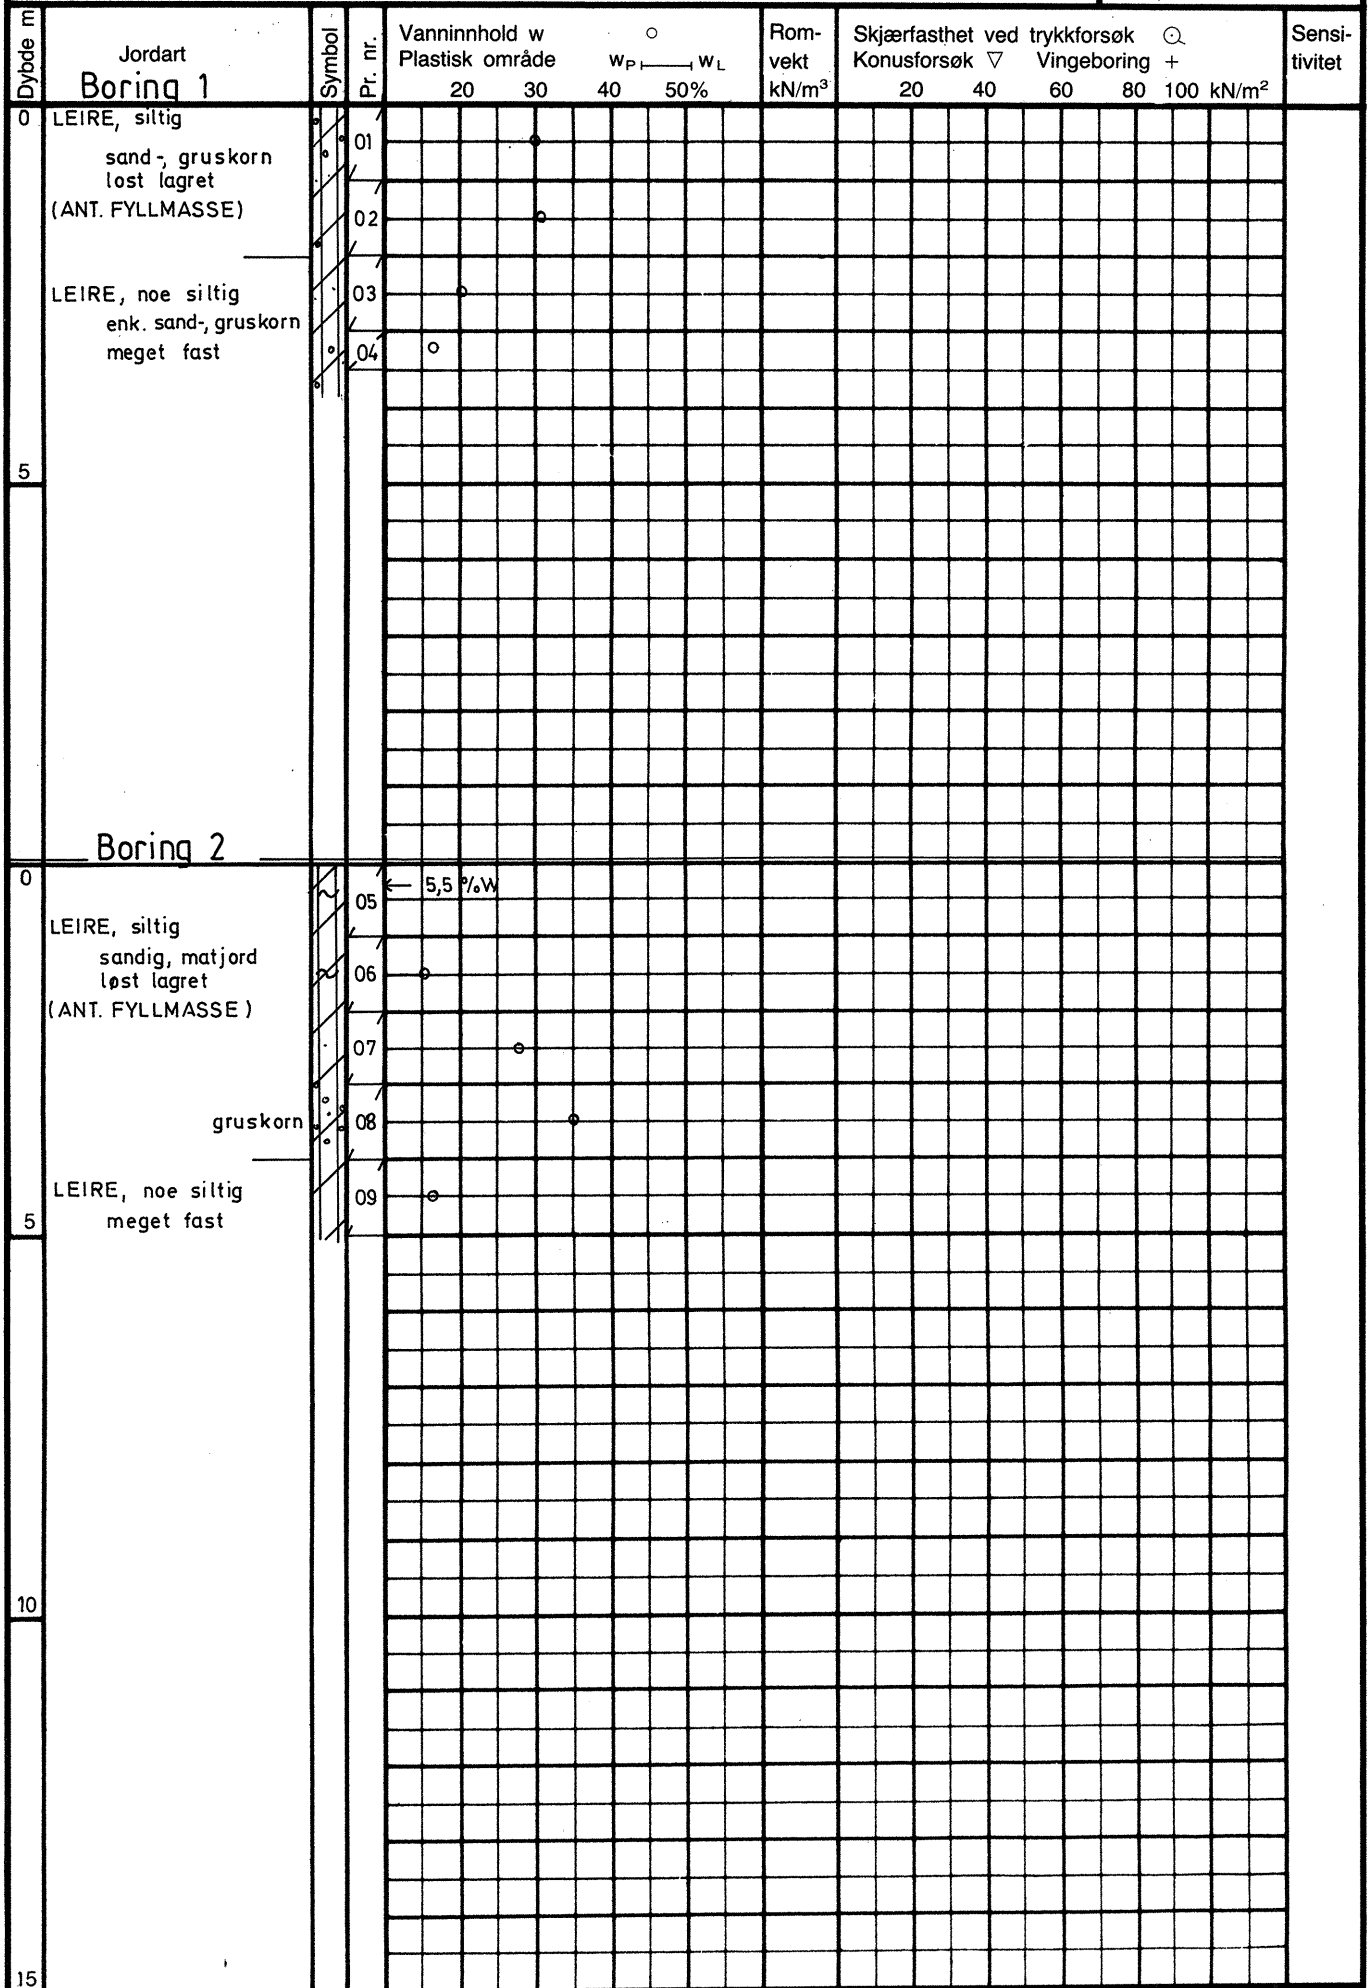 Dybde m
Jordart
Boring 1
Symbol
Pr. nr.
Vanninnhold w
Plastisk område wP wL
20 30 40 50%
Rom-
vekt
kN/m³
Skjærfasthet ved trykkforsøk
Konusforsøk ▽ Vingeboring +
20 40 60 80 100 kN/m²
Sensi-
tivitet
0
LEIRE, siltig
sand-, gruskorn
lost lagret
(ANT. FYLLMASSE)
01
02
LEIRE, noe siltig
enk. sand-, gruskorn
meget fast
03
04
5
Boring 2
0
05
← 5,5 %W
LEIRE, siltig
sandig, matjord
løst lagret
(ANT. FYLLMASSE)
06
07
gruskorn
08
LEIRE, noe siltig
meget fast
09
5
10
15